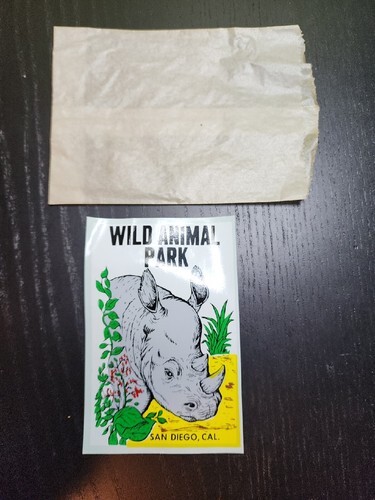 WILD ANIMAL
PARK
SAN DIEGO, CAL.